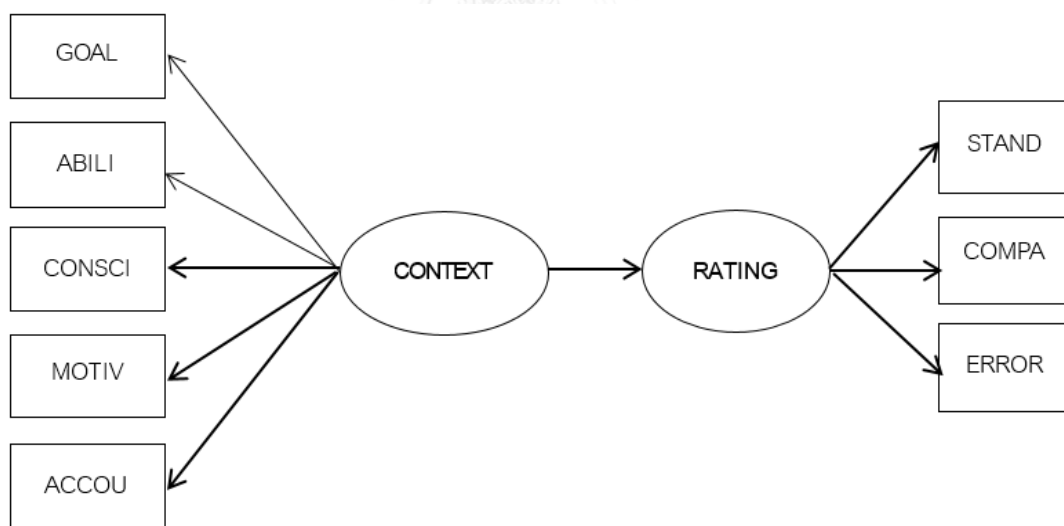 GOAL
ABILI
CONSCI
MOTIV
ACCOU
CONTEXT
RATING
STAND
COMPA
ERROR